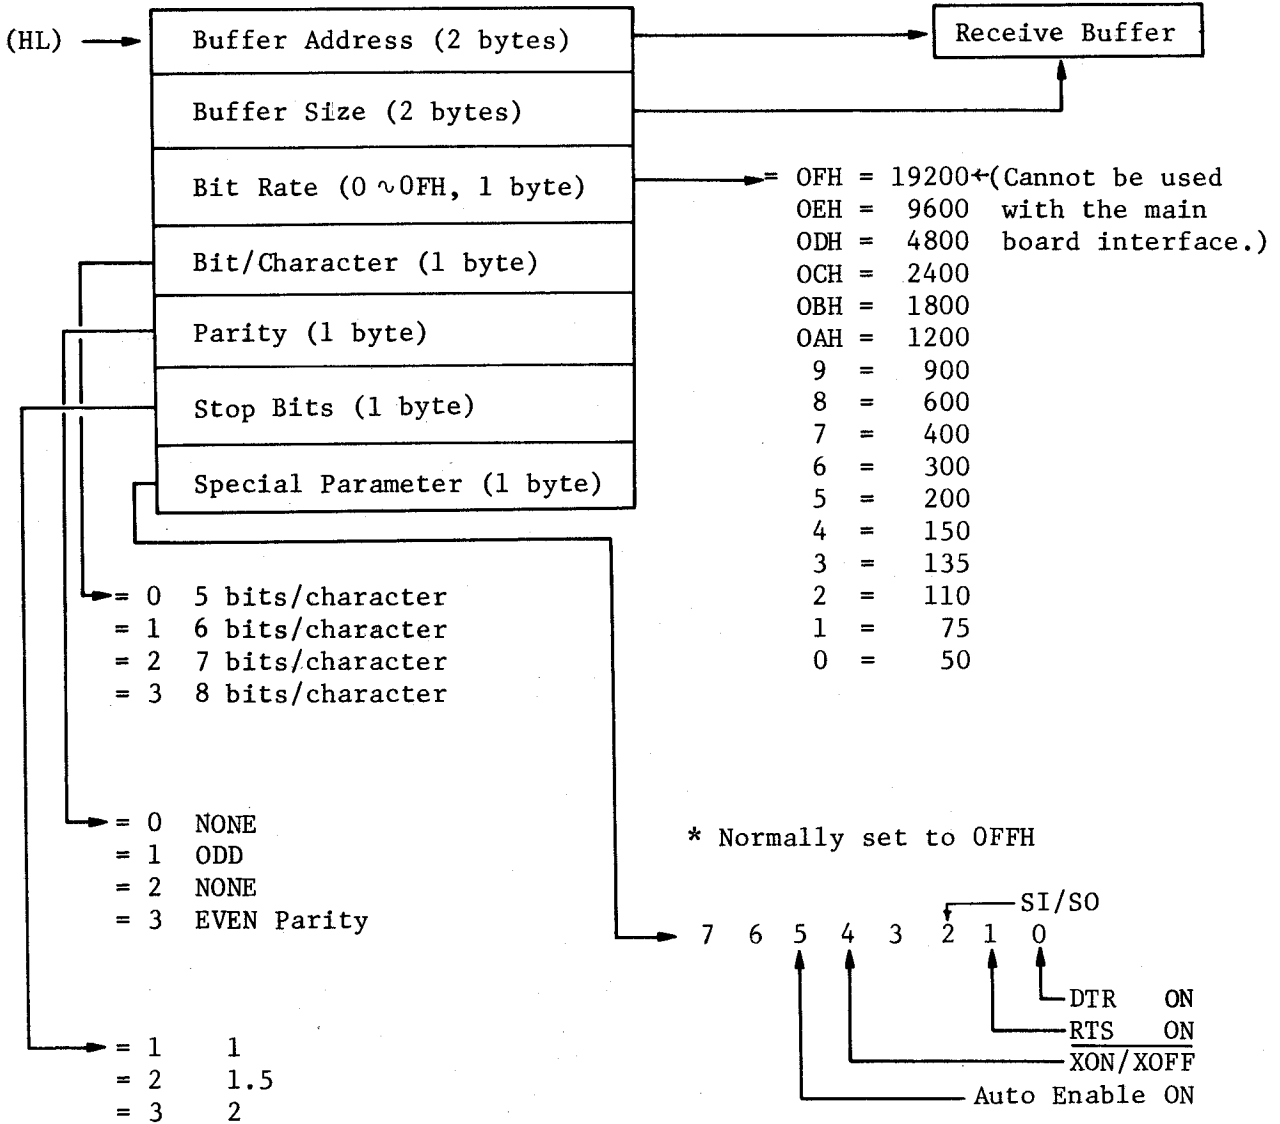 (HL)
Buffer Address (2 bytes)
Receive Buffer
Buffer Size (2 bytes)
Bit Rate (0 ∿ 0FH, 1 byte)
= 0FH = 19200←(Cannot be used
0EH = 9600 with the main
0DH = 4800 board interface.)
0CH = 2400
0BH = 1800
0AH = 1200
9 = 900
8 = 600
7 = 400
6 = 300
5 = 200
4 = 150
3 = 135
2 = 110
1 = 75
0 = 50
Bit/Character (1 byte)
Parity (1 byte)
Stop Bits (1 byte)
Special Parameter (1 byte)
= 0 5 bits/character
= 1 6 bits/character
= 2 7 bits/character
= 3 8 bits/character
= 0 NONE
= 1 ODD
= 2 NONE
= 3 EVEN Parity
= 1 1
= 2 1.5
= 3 2
* Normally set to 0FFH
SI/SO
7 6 5 4 3 2 1 0
DTR ON
RTS ON
XON/XOFF
Auto Enable ON